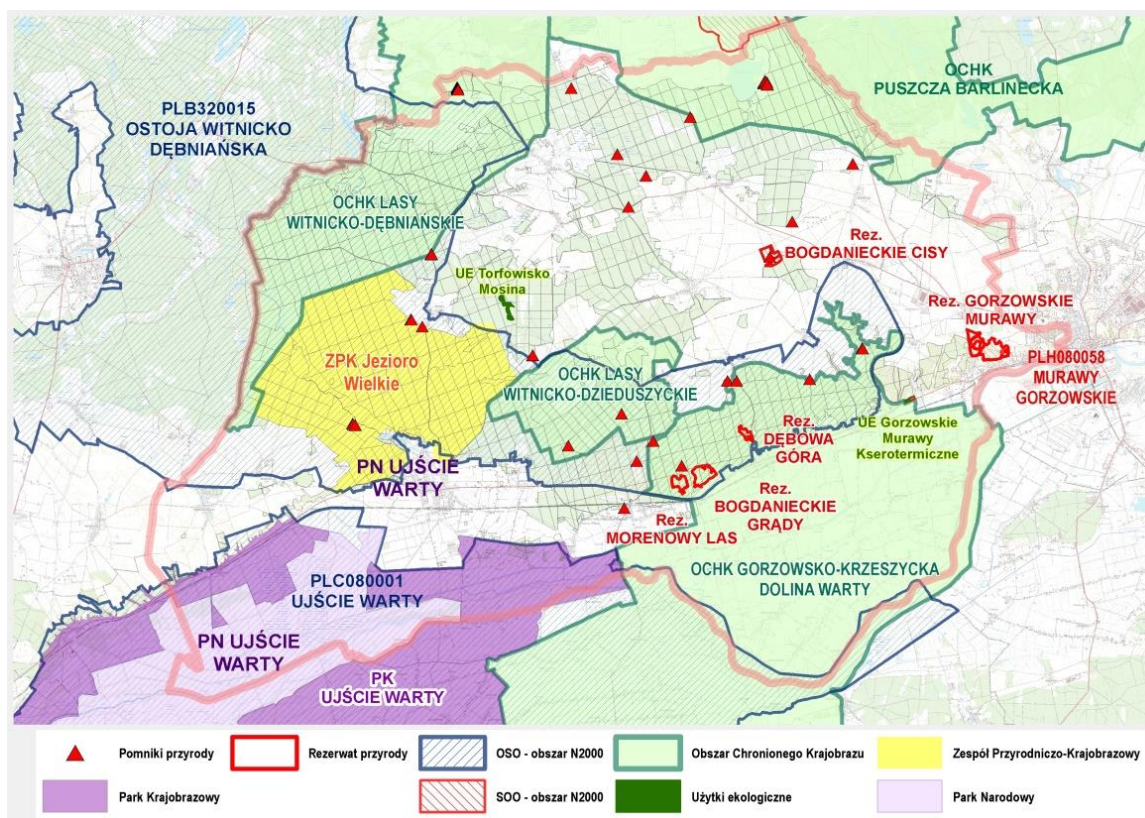 OCHK
PUSZCZA BARLINECKA
PLB320015
OSTOJA WITNICKO
DĘBNIAŃSKA
OCHK LASY
WITNICKO-DĘBNIAŃSKIE
Rez.
BOGDANIECKIE CISY
UE Torfowisko
Mosina
Rez. GORZOWSKIE
MURAWY
PLH080058
MURAWY
GORZOWSKIE
ZPK Jezioro
Wielkie
OCHK LASY
WITNICKO-DZIEDUSZYCKIE
Rez.
DĘBOWA
GÓRA
UE Gorzowskie
Murawy
Kserotermiczne
PN UJŚCIE
WARTY
Rez.
BOGDANIECKIE
GRĄDY
Rez.
MORENOWY LAS
OCHK GORZOWSKO-KRZESZYCKA
DOLINA WARTY
PLC080001
UJŚCIE WARTY
PN UJŚCIE
WARTY
PK
UJŚCIE WARTY
Pomniki przyrody
Rezerwat przyrody
OSO - obszar N2000
Obszar Chronionego Krajobrazu
Zespół Przyrodniczo-Krajobrazowy
Park Krajobrazowy
SOO - obszar N2000
Użytki ekologiczne
Park Narodowy